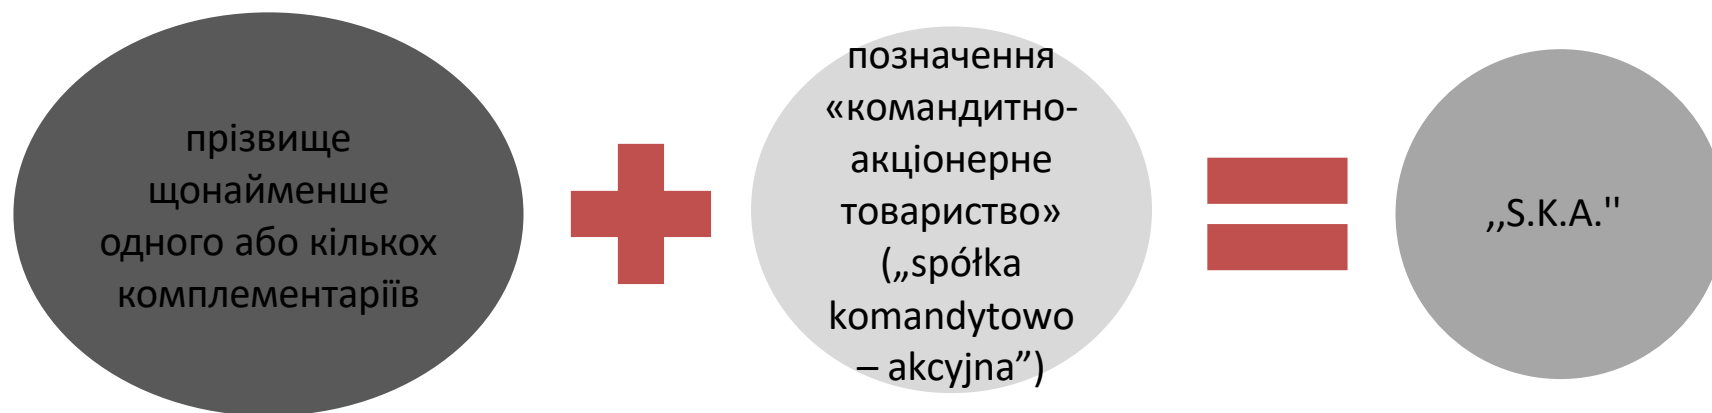 прізвище
щонайменше
одного або кількох
комплементаріїв
позначення
«командитно-
акціонерне
товариство»
(„spółka
komandytowo
– akcyjna”)
,,S.K.A."